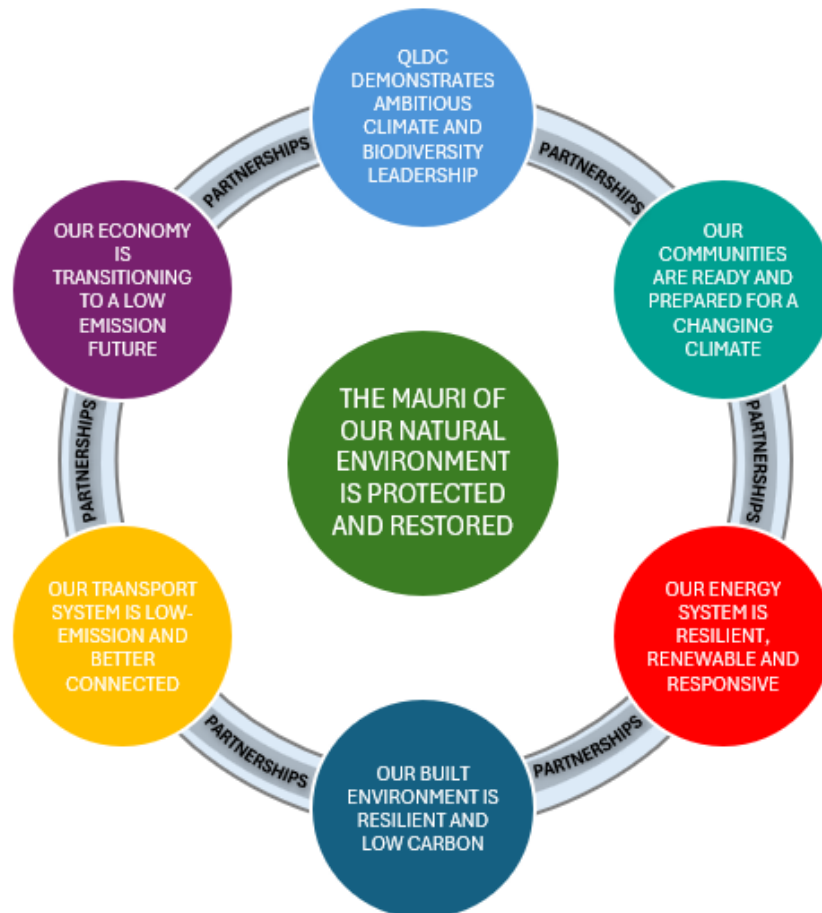 QLDC
DEMONSTRATES
AMBITIOUS
CLIMATE AND
BIODIVERSITY
LEADERSHIP
PARTNERSHIPS
PARTNERSHIPS
OUR ECONOMY
IS
TRANSITIONING
TO A LOW
EMISSION
FUTURE
OUR
COMMUNITIES
ARE READY AND
PREPARED FOR A
CHANGING
CLIMATE
THE MAURI OF
OUR NATURAL
ENVIRONMENT
IS PROTECTED
AND RESTORED
PARTNERSHIPS
PARTNERSHIPS
OUR TRANSPORT
SYSTEM IS LOW-
EMISSION AND
BETTER
CONNECTED
OUR ENERGY
SYSTEM IS
RESILIENT,
RENEWABLE AND
RESPONSIVE
PARTNERSHIPS
PARTNERSHIPS
OUR BUILT
ENVIRONMENT IS
RESILIENT AND
LOW CARBON